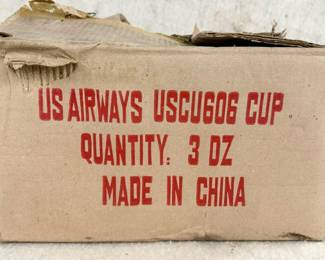 US AIRWAYS USCU606 CUP
QUANTITY: 3 DZ
MADE IN CHINA